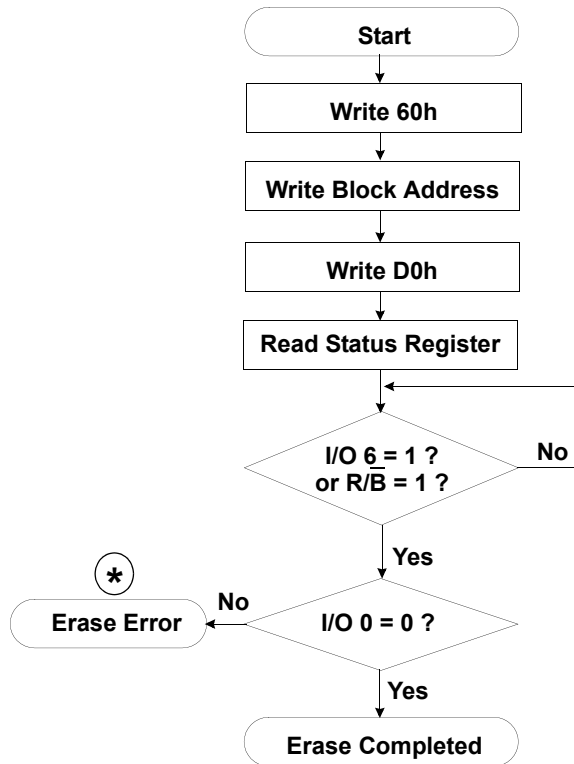 Start
Write 60h
Write Block Address
Write D0h
Read Status Register
I/O 6 = 1 ?
or R/B̅ = 1 ?
No
Yes
*
No
Erase Error
I/O 0 = 0 ?
Yes
Erase Completed